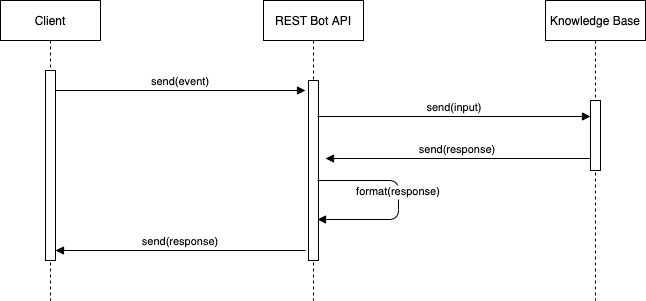 Client
REST Bot API
Knowledge Base
send(event)
send(input)
send(response)
format(response)
send(response)